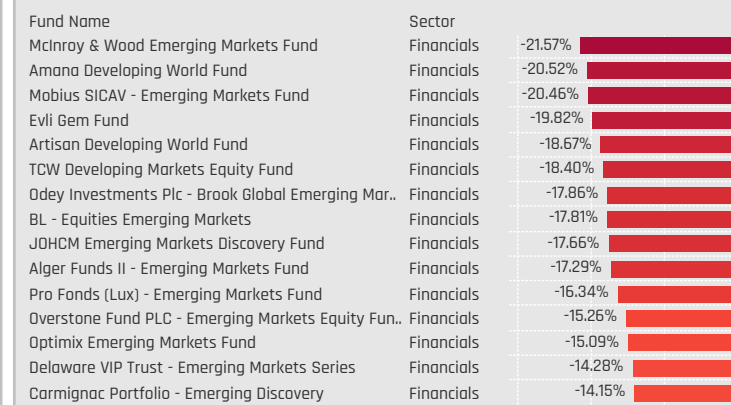 Fund Name Sector
McInroy & Wood Emerging Markets Fund Financials -21.57%
Amana Developing World Fund Financials -20.52%
Mobius SICAV - Emerging Markets Fund Financials -20.46%
Evli Gem Fund Financials -19.82%
Artisan Developing World Fund Financials -18.67%
TCW Developing Markets Equity Fund Financials -18.40%
Odey Investments Plc - Brook Global Emerging Mar.. Financials -17.86%
BL - Equities Emerging Markets Financials -17.81%
JOHCM Emerging Markets Discovery Fund Financials -17.66%
Alger Funds II - Emerging Markets Fund Financials -17.29%
Pro Fonds (Lux) - Emerging Markets Fund Financials -16.34%
Overstone Fund PLC - Emerging Markets Equity Fun.. Financials -15.26%
Optimix Emerging Markets Fund Financials -15.09%
Delaware VIP Trust - Emerging Markets Series Financials -14.28%
Carmignac Portfolio - Emerging Discovery Financials -14.15%